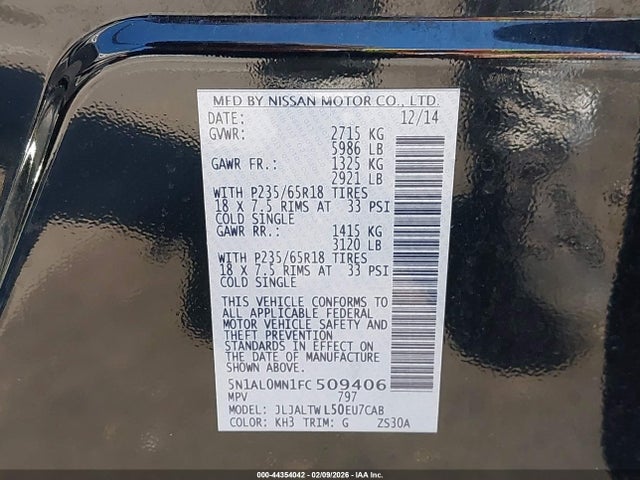 MFD BY NISSAN MOTOR CO., LTD.
DATE: 12/14
GVWR: 2715 KG
5986 LB
GAWR FR.: 1325 KG
2921 LB
WITH P235/65R18 TIRES
18 X 7.5 RIMS AT 33 PSI
COLD SINGLE
GAWR RR.: 1415 KG
3120 LB
WITH P235/65R18 TIRES
18 X 7.5 RIMS AT 33 PSI
COLD SINGLE
THIS VEHICLE CONFORMS TO
ALL APPLICABLE FEDERAL
MOTOR VEHICLE SAFETY AND
THEFT PREVENTION
STANDARDS IN EFFECT ON
THE DATE OF MANUFACTURE
SHOWN ABOVE.
5N1AL0MN1FC 509406
MPV 797
MODEL: JLJALTW L50EU7CAB
COLOR: KH3 TRIM: G ZS30A
000-44354042 - 02/09/2026 - IAA Inc.